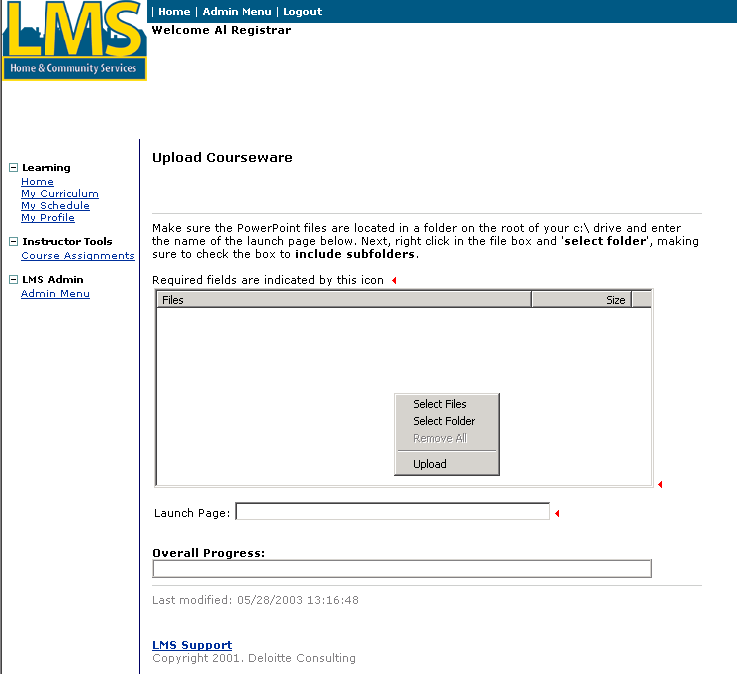 LMS
Home & Community Services
| Home | Admin Menu | Logout
Welcome Al Registrar
Learning
Home
My Curriculum
My Schedule
My Profile
Instructor Tools
Course Assignments
LMS Admin
Admin Menu
Upload Courseware
Make sure the PowerPoint files are located in a folder on the root of your c:\ drive and enter
the name of the launch page below. Next, right click in the file box and 'select folder', making
sure to check the box to include subfolders.
Required fields are indicated by this icon
Files Size
Select Files
Select Folder
Remove All
Upload
Launch Page:
Overall Progress:
Last modified: 05/28/2003 13:16:48
LMS Support
Copyright 2001. Deloitte Consulting